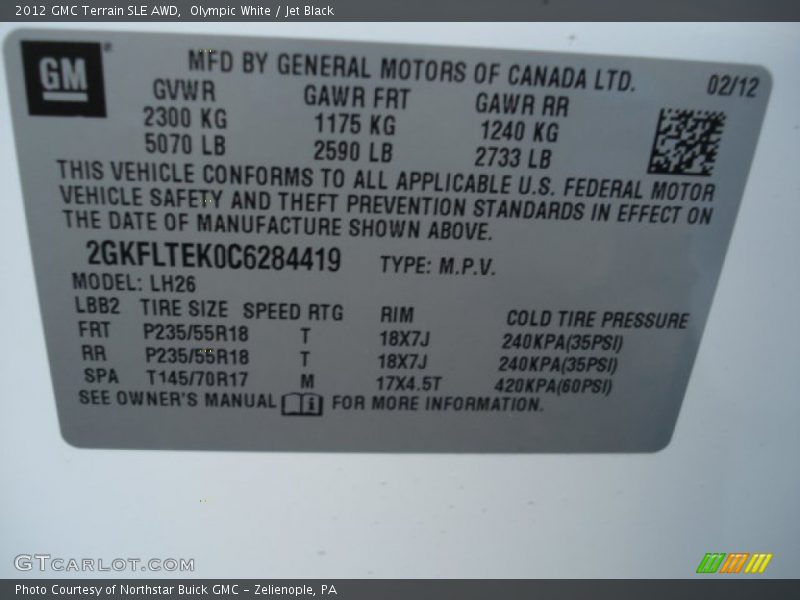 2012 GMC Terrain SLE AWD,  Olympic White / Jet Black
GM
MFD BY GENERAL MOTORS OF CANADA LTD. 02/12
GVWR GAWR FRT GAWR RR
2300 KG 1175 KG 1240 KG
5070 LB 2590 LB 2733 LB
THIS VEHICLE CONFORMS TO ALL APPLICABLE U.S. FEDERAL MOTOR
VEHICLE SAFETY AND THEFT PREVENTION STANDARDS IN EFFECT ON
THE DATE OF MANUFACTURE SHOWN ABOVE.
2GKFLTEK0C6284419 TYPE: M.P.V.
MODEL: LH26
LBB2 TIRE SIZE SPEED RTG RIM COLD TIRE PRESSURE
FRT P235/55R18 T 18X7J 240KPA(35PSI)
RR P235/55R18 T 18X7J 240KPA(35PSI)
SPA T145/70R17 M 17X4.5T 420KPA(60PSI)
SEE OWNER'S MANUAL FOR MORE INFORMATION.
GTCARLOT.COM
Photo Courtesy of Northstar Buick GMC - Zelienople, PA